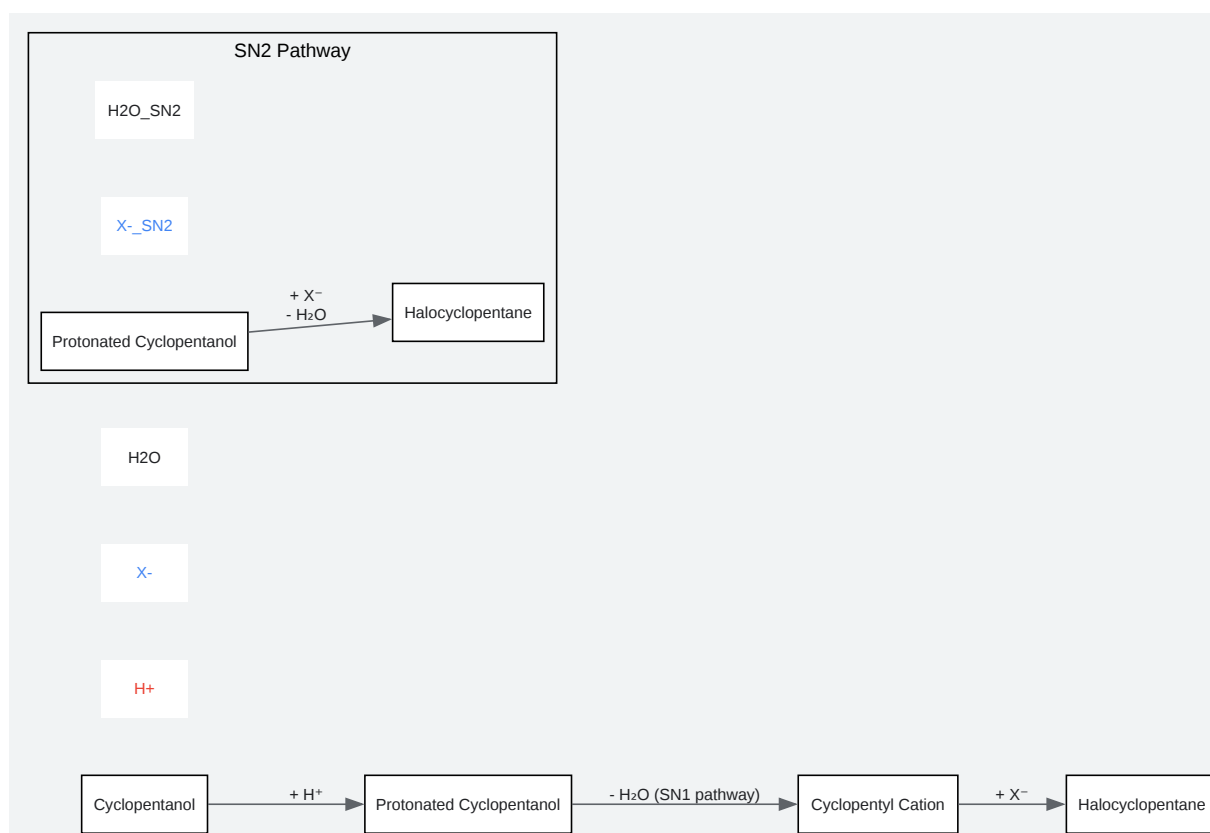 SN2 Pathway
H2O_SN2
X-_SN2
+ X⁻
- H₂O
Protonated Cyclopentanol
Halocyclopentane
H2O
X-
H+
Cyclopentanol
+ H⁺
Protonated Cyclopentanol
- H₂O (SN1 pathway)
Cyclopentyl Cation
+ X⁻
Halocyclopentane